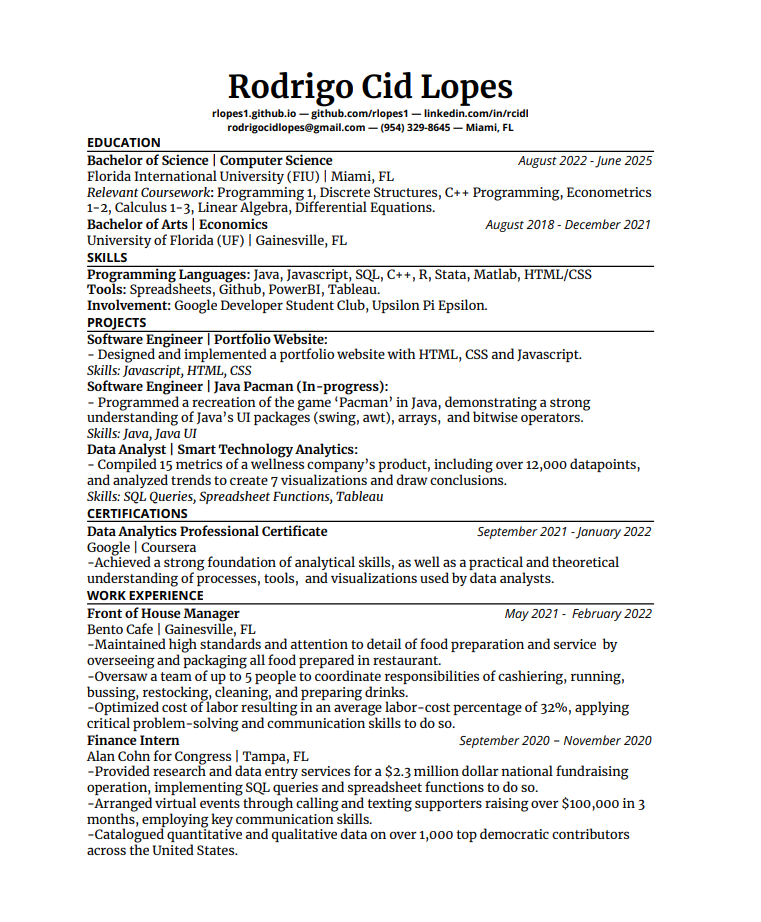 Rodrigo Cid Lopes
rlopes1.github.io — github.com/rlopes1 — linkedin.com/in/rcidl
rodrigocidlopes@gmail.com — (954) 329-8645 — Miami, FL
EDUCATION
Bachelor of Science | Computer Science August 2022 - June 2025
Florida International University (FIU) | Miami, FL
Relevant Coursework: Programming 1, Discrete Structures, C++ Programming, Econometrics
1-2, Calculus 1-3, Linear Algebra, Differential Equations.
Bachelor of Arts | Economics August 2018 - December 2021
University of Florida (UF) | Gainesville, FL
SKILLS
Programming Languages: Java, Javascript, SQL, C++, R, Stata, Matlab, HTML/CSS
Tools: Spreadsheets, Github, PowerBI, Tableau.
Involvement: Google Developer Student Club, Upsilon Pi Epsilon.
PROJECTS
Software Engineer | Portfolio Website:
- Designed and implemented a portfolio website with HTML, CSS and Javascript.
Skills: Javascript, HTML, CSS
Software Engineer | Java Pacman (In-progress):
- Programmed a recreation of the game ‘Pacman’ in Java, demonstrating a strong
understanding of Java’s UI packages (swing, awt), arrays, and bitwise operators.
Skills: Java, Java UI
Data Analyst | Smart Technology Analytics:
- Compiled 15 metrics of a wellness company’s product, including over 12,000 datapoints,
and analyzed trends to create 7 visualizations and draw conclusions.
Skills: SQL Queries, Spreadsheet Functions, Tableau
CERTIFICATIONS
Data Analytics Professional Certificate September 2021 - January 2022
Google | Coursera
-Achieved a strong foundation of analytical skills, as well as a practical and theoretical
understanding of processes, tools, and visualizations used by data analysts.
WORK EXPERIENCE
Front of House Manager May 2021 - February 2022
Bento Cafe | Gainesville, FL
-Maintained high standards and attention to detail of food preparation and service by
overseeing and packaging all food prepared in restaurant.
-Oversaw a team of up to 5 people to coordinate responsibilities of cashiering, running,
bussing, restocking, cleaning, and preparing drinks.
-Optimized cost of labor resulting in an average labor-cost percentage of 32%, applying
critical problem-solving and communication skills to do so.
Finance Intern September 2020 – November 2020
Alan Cohn for Congress | Tampa, FL
-Provided research and data entry services for a $2.3 million dollar national fundraising
operation, implementing SQL queries and spreadsheet functions to do so.
-Arranged virtual events through calling and texting supporters raising over $100,000 in 3
months, employing key communication skills.
-Catalogued quantitative and qualitative data on over 1,000 top democratic contributors
across the United States.